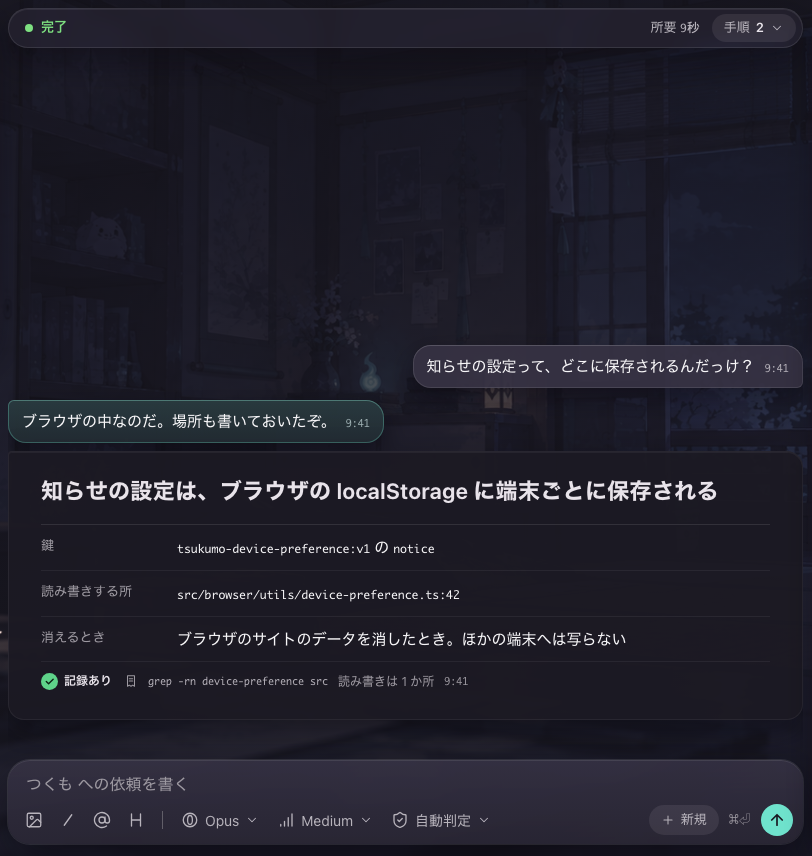 完了
所要 9秒
手順 2
知らせの設定って、どこに保存されるんだっけ？ 9:41
ブラウザの中なのだ。場所も書いておいたぞ。 9:41
知らせの設定は、ブラウザの localStorage に端末ごとに保存される
鍵 tsukumo-device-preference:v1 の notice
読み書きする所 src/browser/utils/device-preference.ts:42
消えるとき ブラウザのサイトのデータを消したとき。ほかの端末へは写らない
記録あり grep -rn device-preference src 読み書きは 1 か所 9:41
つくも への依頼を書く
/ @ H Opus Medium 自動判定 + 新規 ⌘⏎